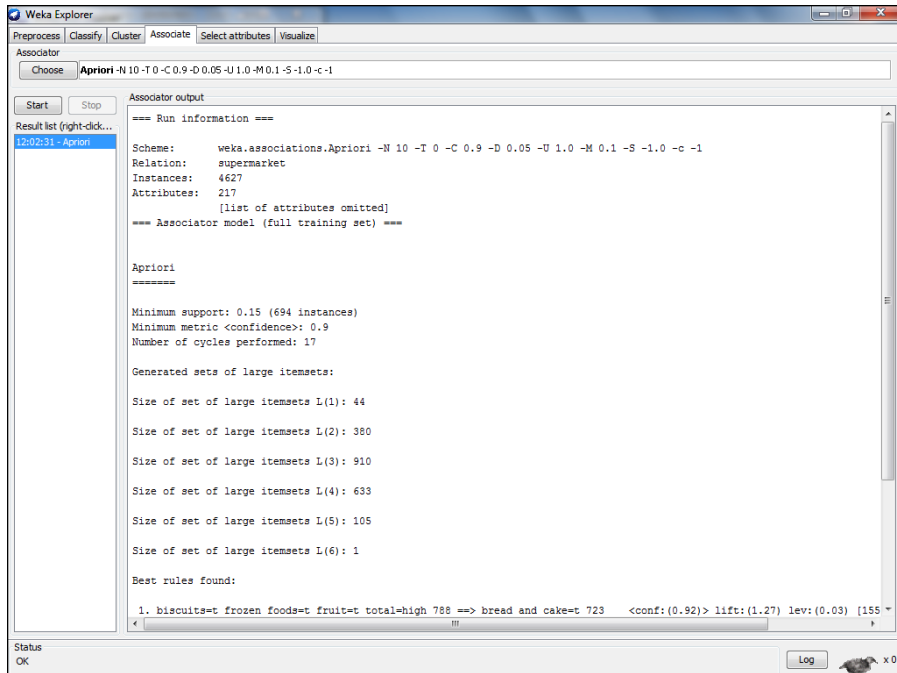 Weka Explorer
Preprocess Classify Cluster Associate Select attributes Visualize
Associator
Choose Apriori -N 10 -T 0 -C 0.9 -D 0.05 -U 1.0 -M 0.1 -S -1.0 -c -1
Start Stop
Result list (right-click...
12:02:31 - Apriori
Associator output
=== Run information ===
Scheme: weka.associations.Apriori -N 10 -T 0 -C 0.9 -D 0.05 -U 1.0 -M 0.1 -S -1.0 -c -1
Relation: supermarket
Instances: 4627
Attributes: 217
[list of attributes omitted]
=== Associator model (full training set) ===
Apriori
=======
Minimum support: 0.15 (694 instances)
Minimum metric <confidence>: 0.9
Number of cycles performed: 17
Generated sets of large itemsets:
Size of set of large itemsets L(1): 44
Size of set of large itemsets L(2): 380
Size of set of large itemsets L(3): 910
Size of set of large itemsets L(4): 633
Size of set of large itemsets L(5): 105
Size of set of large itemsets L(6): 1
Best rules found:
1. biscuits=t frozen foods=t fruit=t total=high 788 ==> bread and cake=t 723 <conf:(0.92)> lift:(1.27) lev:(0.03) [155
Status
OK
Log x 0